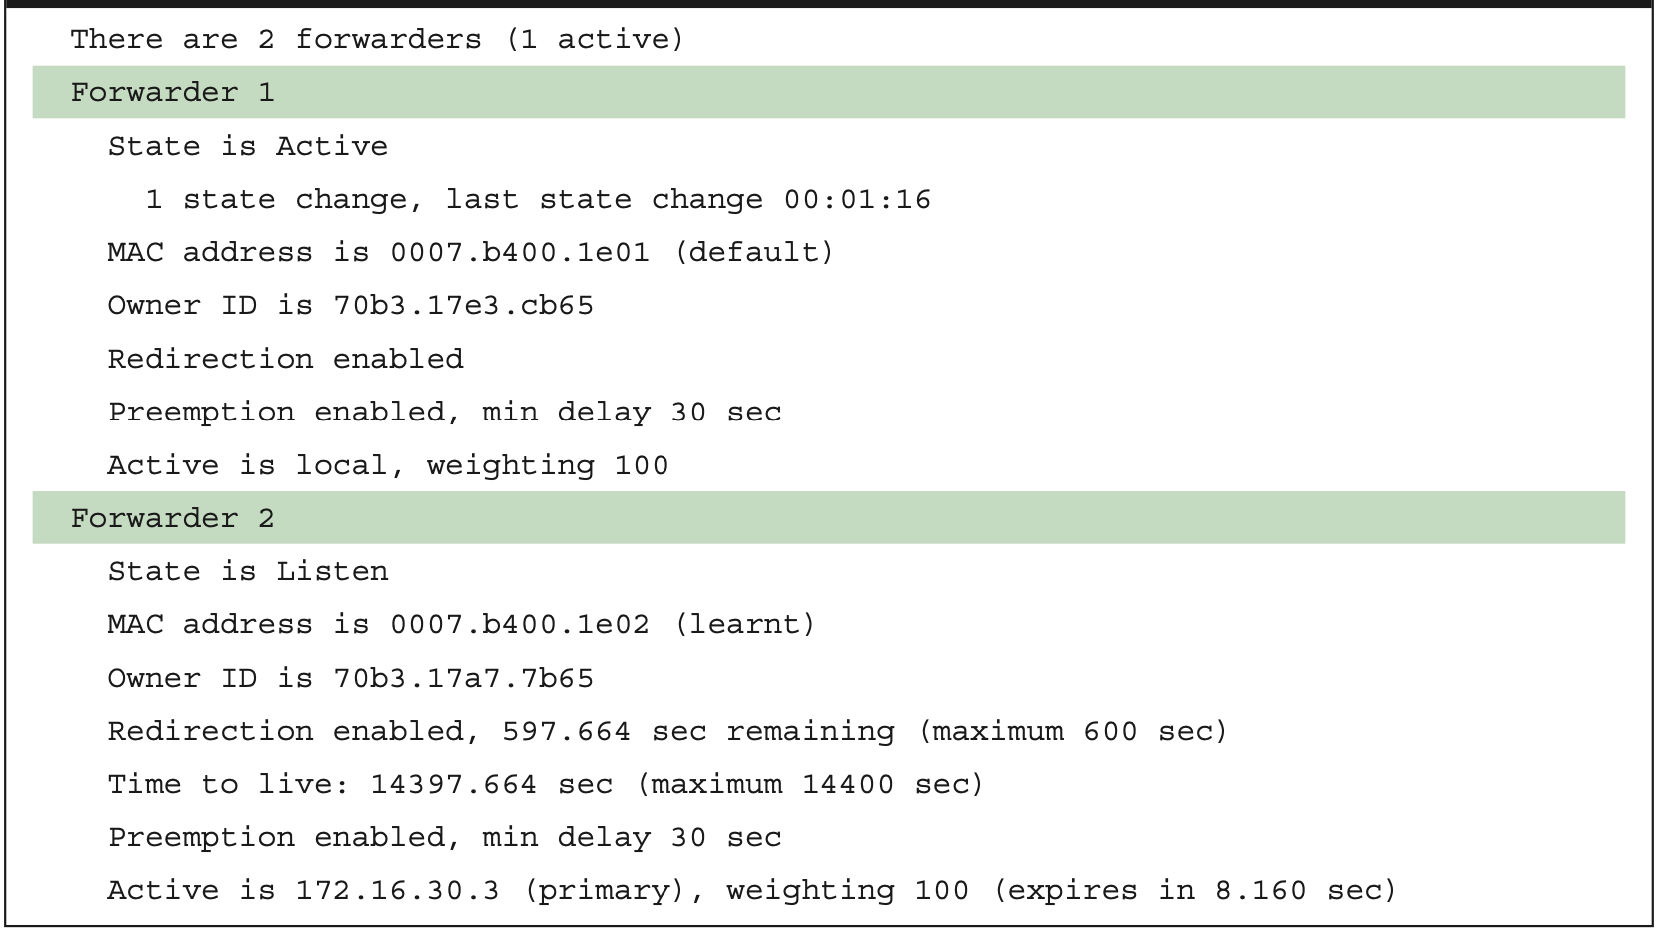 There are 2 forwarders (1 active)
Forwarder 1
State is Active
1 state change, last state change 00:01:16
MAC address is 0007.b400.1e01 (default)
Owner ID is 70b3.17e3.cb65
Redirection enabled
Preemption enabled, min delay 30 sec
Active is local, weighting 100
Forwarder 2
State is Listen
MAC address is 0007.b400.1e02 (learnt)
Owner ID is 70b3.17a7.7b65
Redirection enabled, 597.664 sec remaining (maximum 600 sec)
Time to live: 14397.664 sec (maximum 14400 sec)
Preemption enabled, min delay 30 sec
Active is 172.16.30.3 (primary), weighting 100 (expires in 8.160 sec)